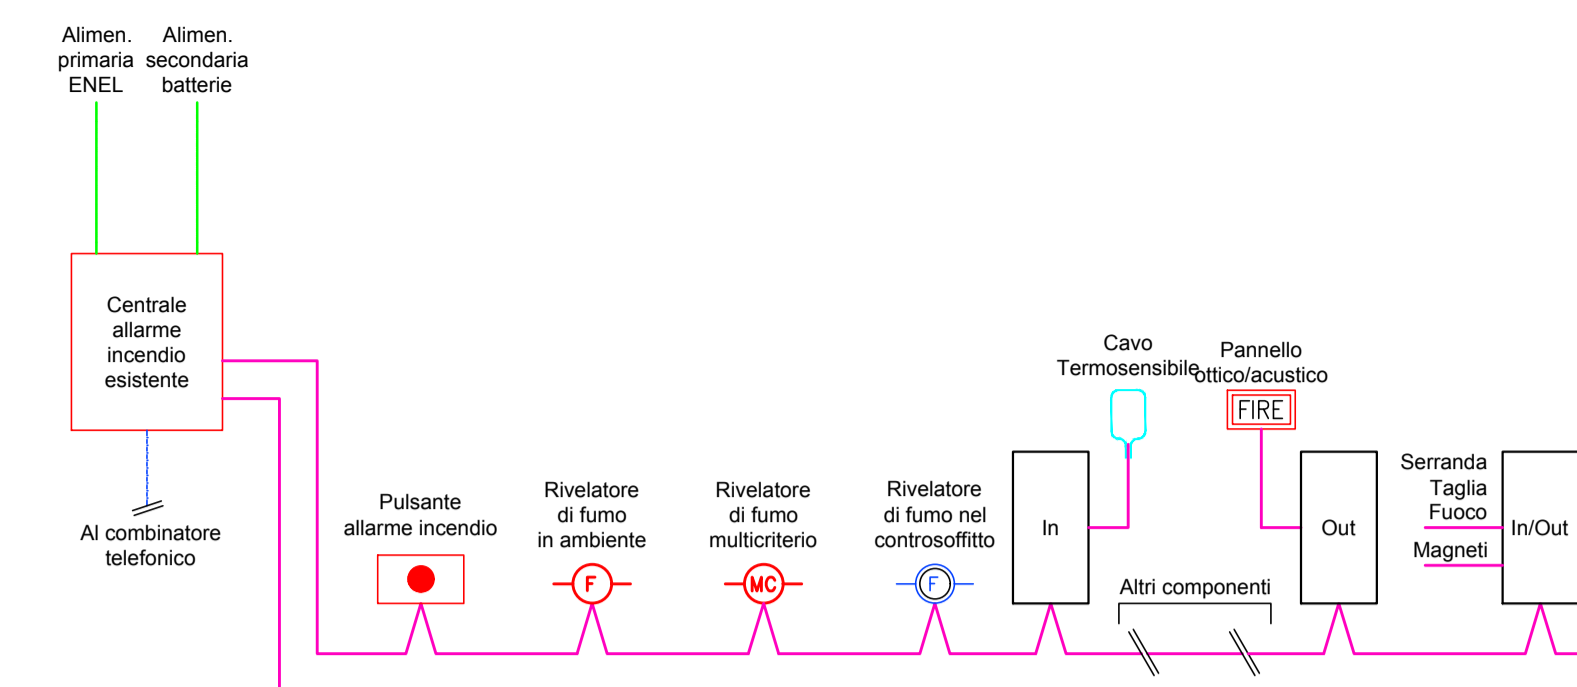 Alimen.
primaria
ENEL
Alimen.
secondaria
batterie
Centrale
allarme
incendio
esistente
Al combinatore
telefonico
Pulsante
allarme incendio
Rivelatore
di fumo
in ambiente
F
Rivelatore
di fumo
multicriterio
MC
Rivelatore
di fumo nel
controsoffitto
F
In
Cavo
Termosensibile
Altri componenti
Pannello
ottico/acustico
FIRE
Out
Serranda
Taglia
Fuoco
Magneti
In/Out